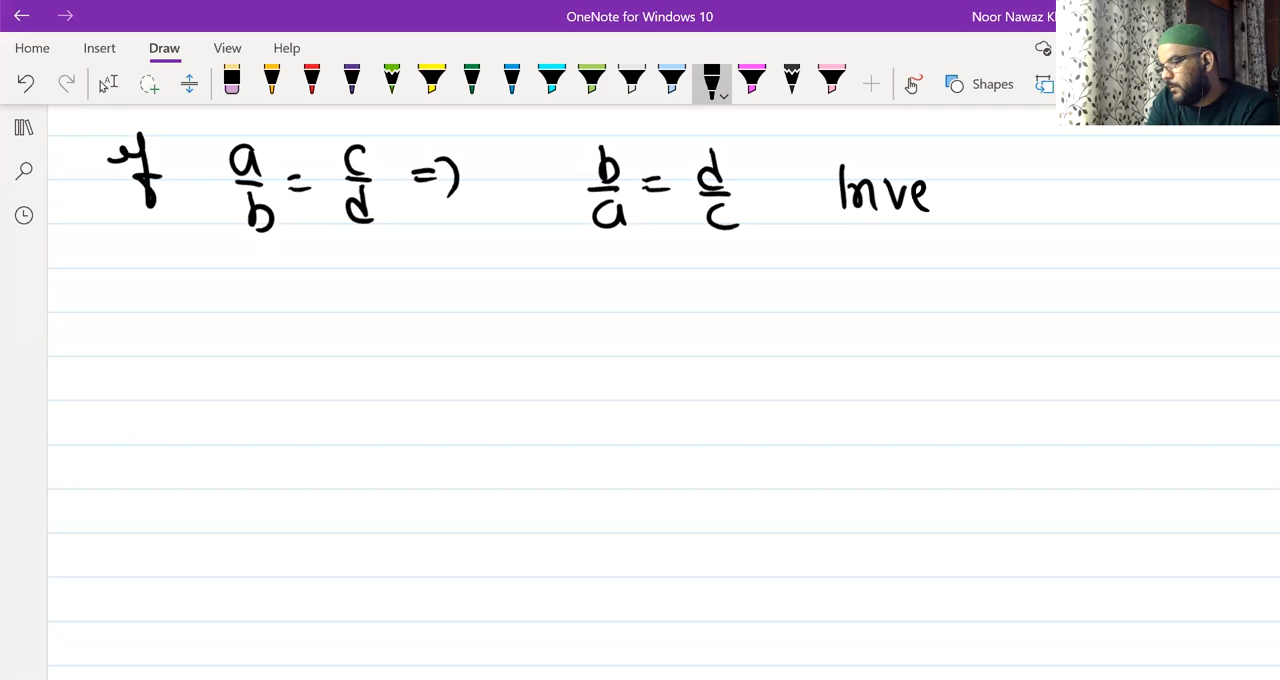 OneNote for Windows 10
Noor Nawaz K
Home Insert Draw View Help
Shapes
If a/b = c/d => b/a = d/c Inve